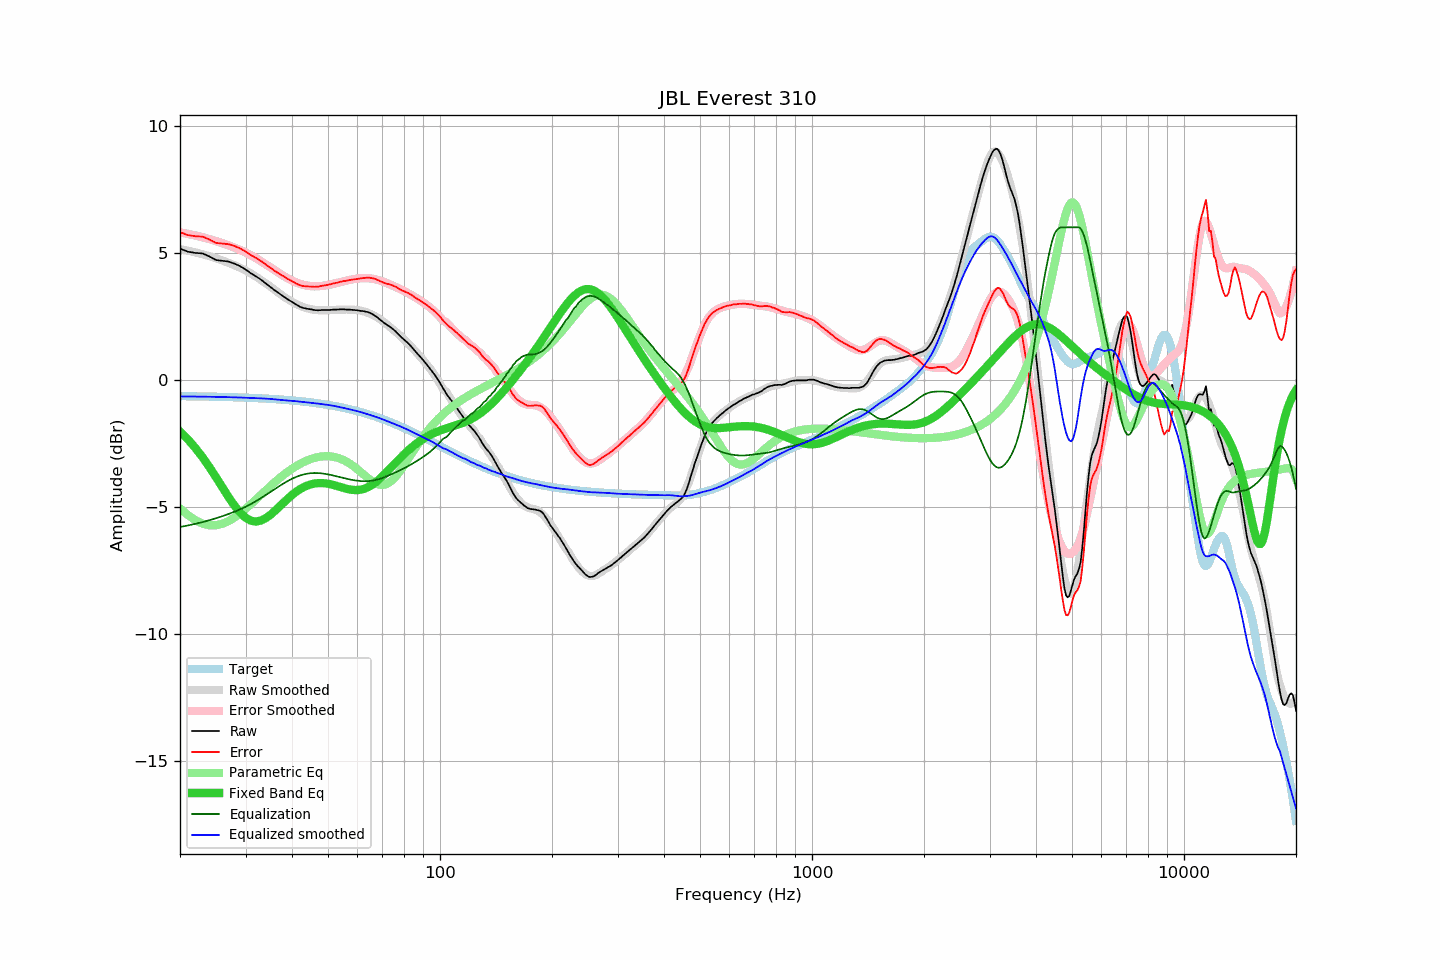 JBL Everest 310
10
5
0
−5
−10
−15
Amplitude (dBr)
Target
Raw Smoothed
Error Smoothed
Raw
Error
Parametric Eq
Fixed Band Eq
Equalization
Equalized smoothed
100
1000
10000
Frequency (Hz)